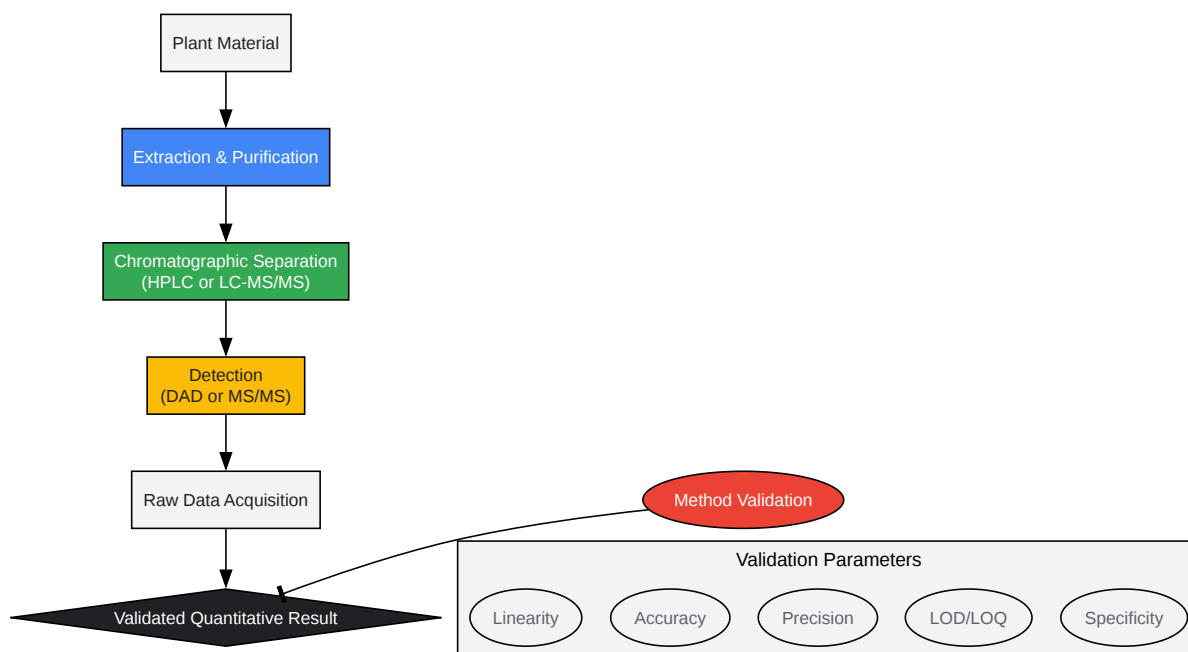 Plant Material
Extraction & Purification
Chromatographic Separation
(HPLC or LC-MS/MS)
Detection
(DAD or MS/MS)
Raw Data Acquisition
Method Validation
Validated Quantitative Result
Validation Parameters
Linearity
Accuracy
Precision
LOD/LOQ
Specificity